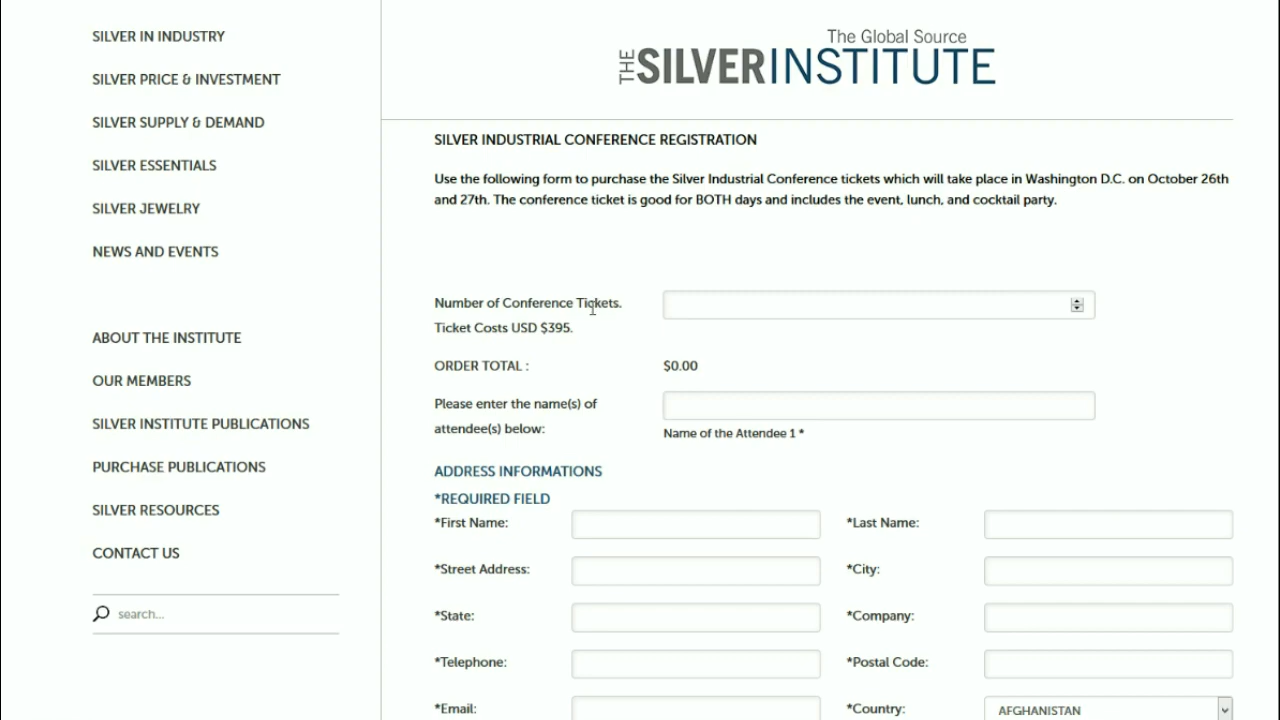 SILVER IN INDUSTRY
SILVER PRICE & INVESTMENT
SILVER SUPPLY & DEMAND
SILVER ESSENTIALS
SILVER JEWELRY
NEWS AND EVENTS
ABOUT THE INSTITUTE
OUR MEMBERS
SILVER INSTITUTE PUBLICATIONS
PURCHASE PUBLICATIONS
SILVER RESOURCES
CONTACT US
search...
The Global Source
THE SILVERINSTITUTE
SILVER INDUSTRIAL CONFERENCE REGISTRATION
Use the following form to purchase the Silver Industrial Conference tickets which will take place in Washington D.C. on October 26th
and 27th. The conference ticket is good for BOTH days and includes the event, lunch, and cocktail party.
Number of Conference Tickets.
Ticket Costs USD $395.
ORDER TOTAL : $0.00
Please enter the name(s) of
attendee(s) below:
Name of the Attendee 1 *
ADDRESS INFORMATIONS
*REQUIRED FIELD
*First Name: *Last Name:
*Street Address: *City:
*State: *Company:
*Telephone: *Postal Code:
*Email: *Country: AFGHANISTAN